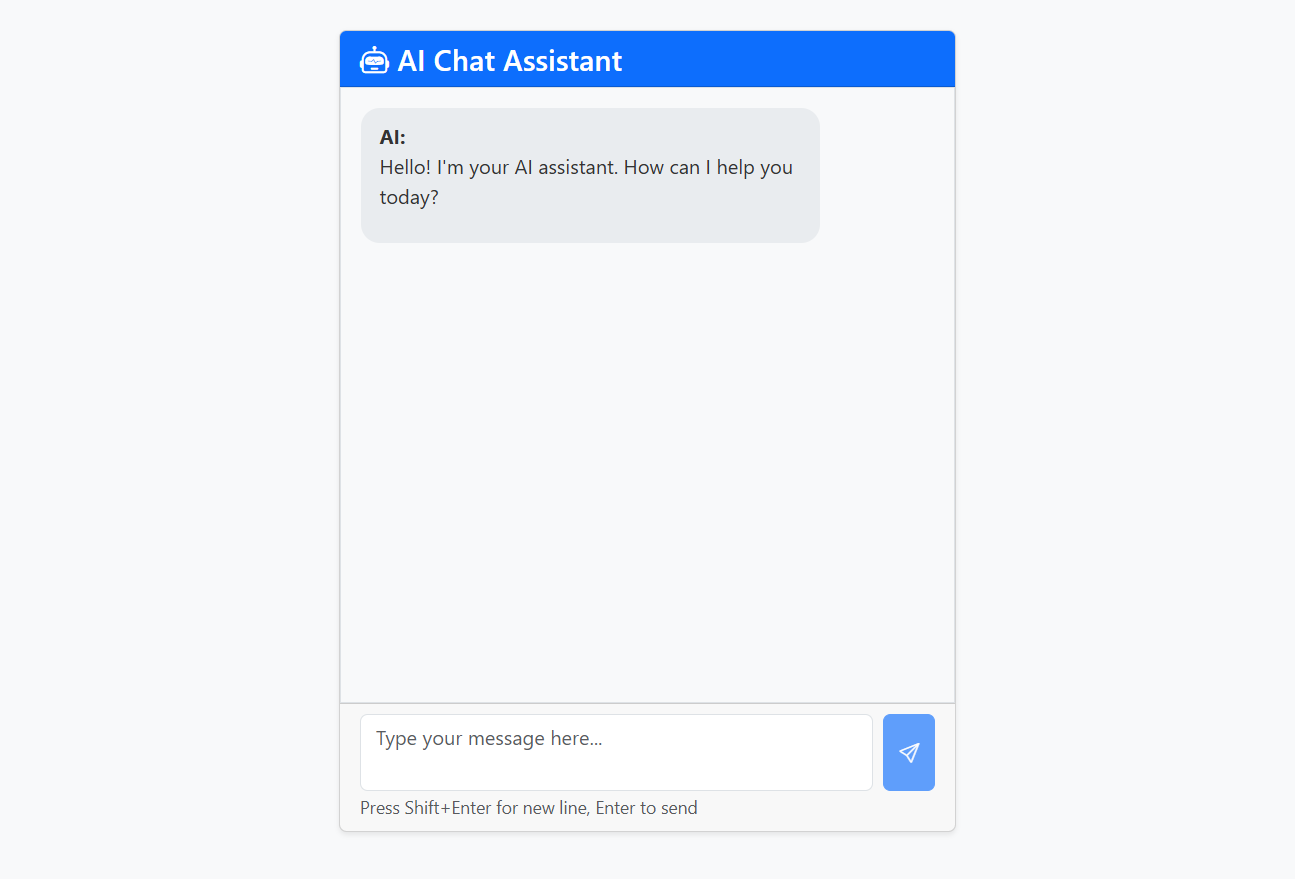 AI Chat Assistant
AI:
Hello! I'm your AI assistant. How can I help you
today?
Type your message here...
Press Shift+Enter for new line, Enter to send